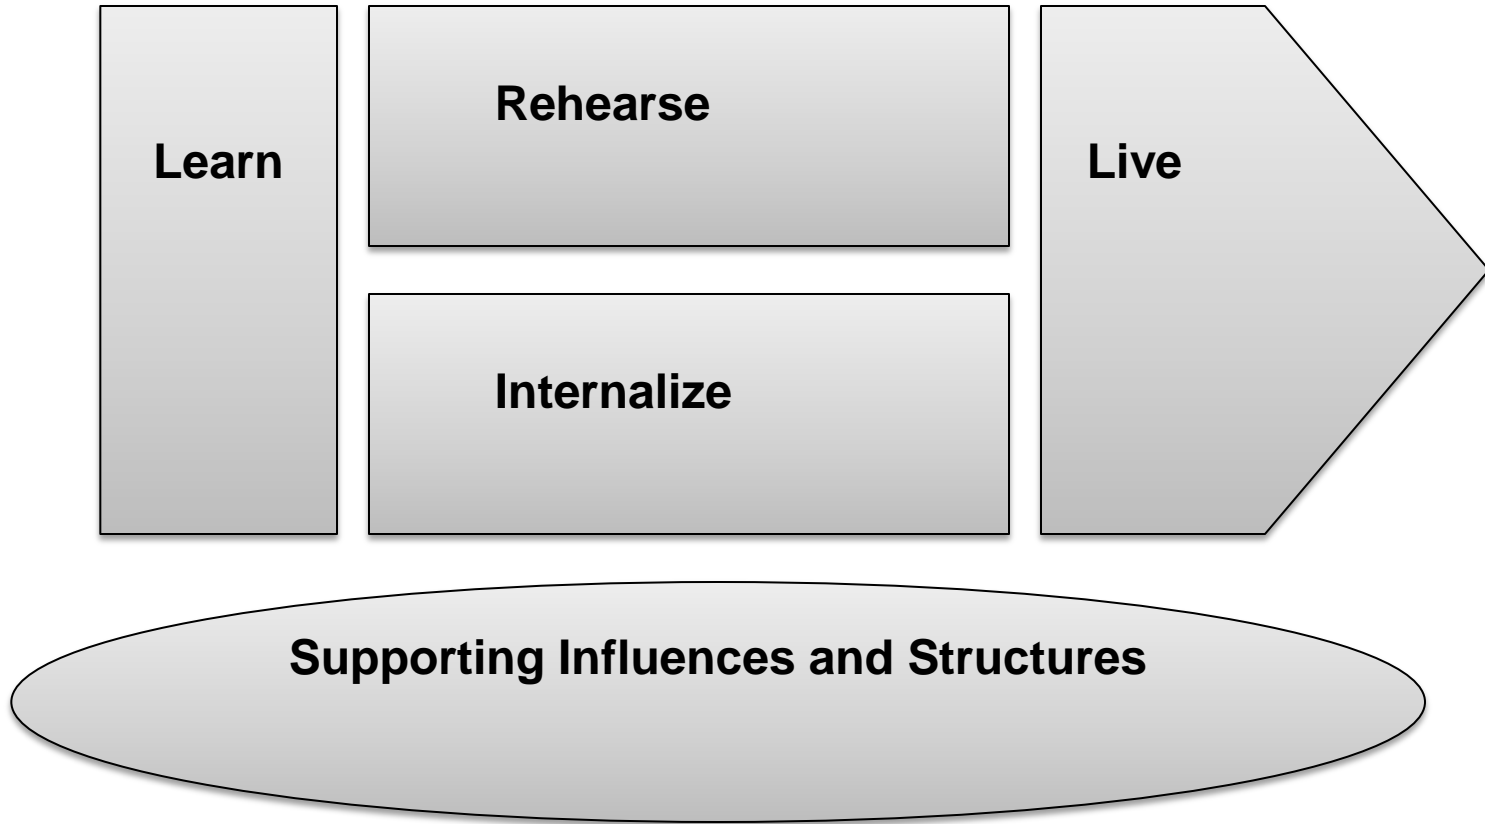 Learn
Rehearse
Internalize
Live
Supporting Influences and Structures